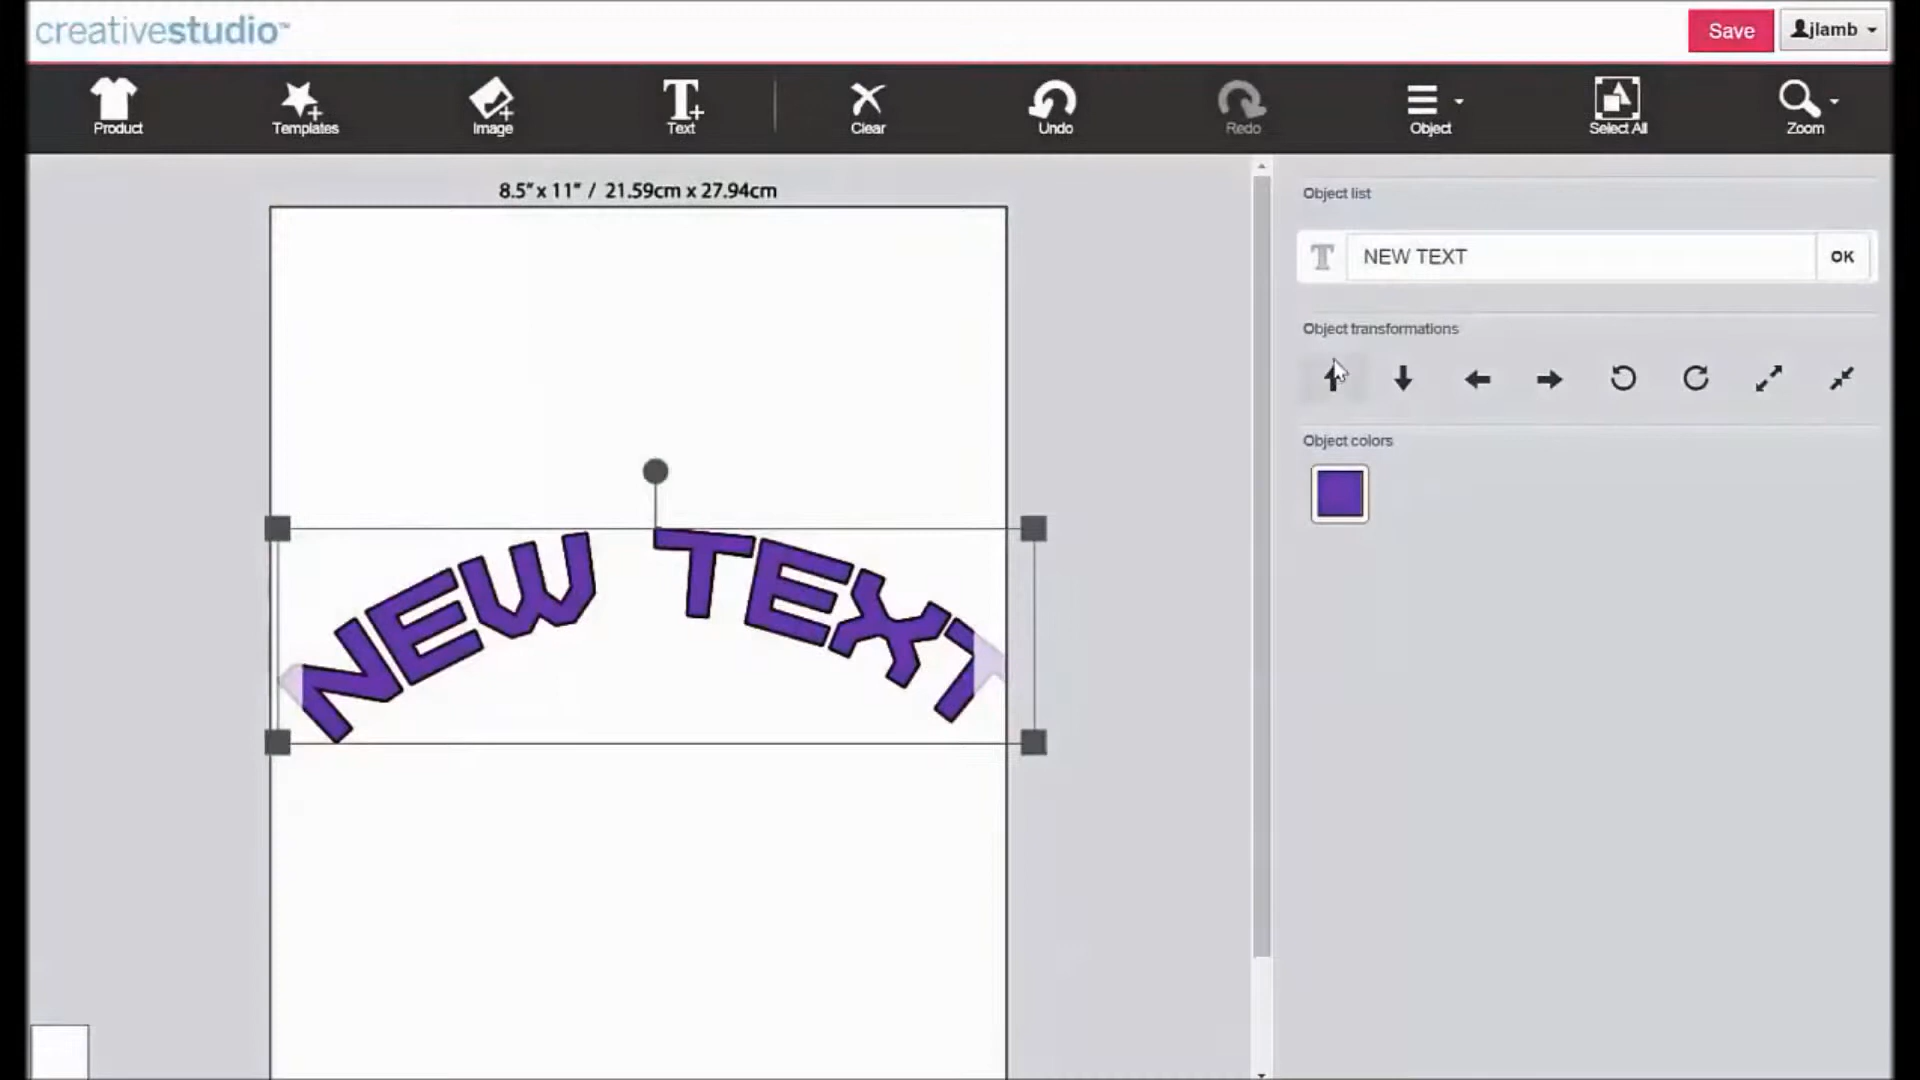 creativestudio™
Save
jlamb
Product
Templates
Image
Text
Clear
Undo
Redo
Object
Select All
Zoom
8.5" x 11" / 21.59cm x 27.94cm
NEW TEXT
Object list
NEW TEXT
OK
Object transformations
Object colors